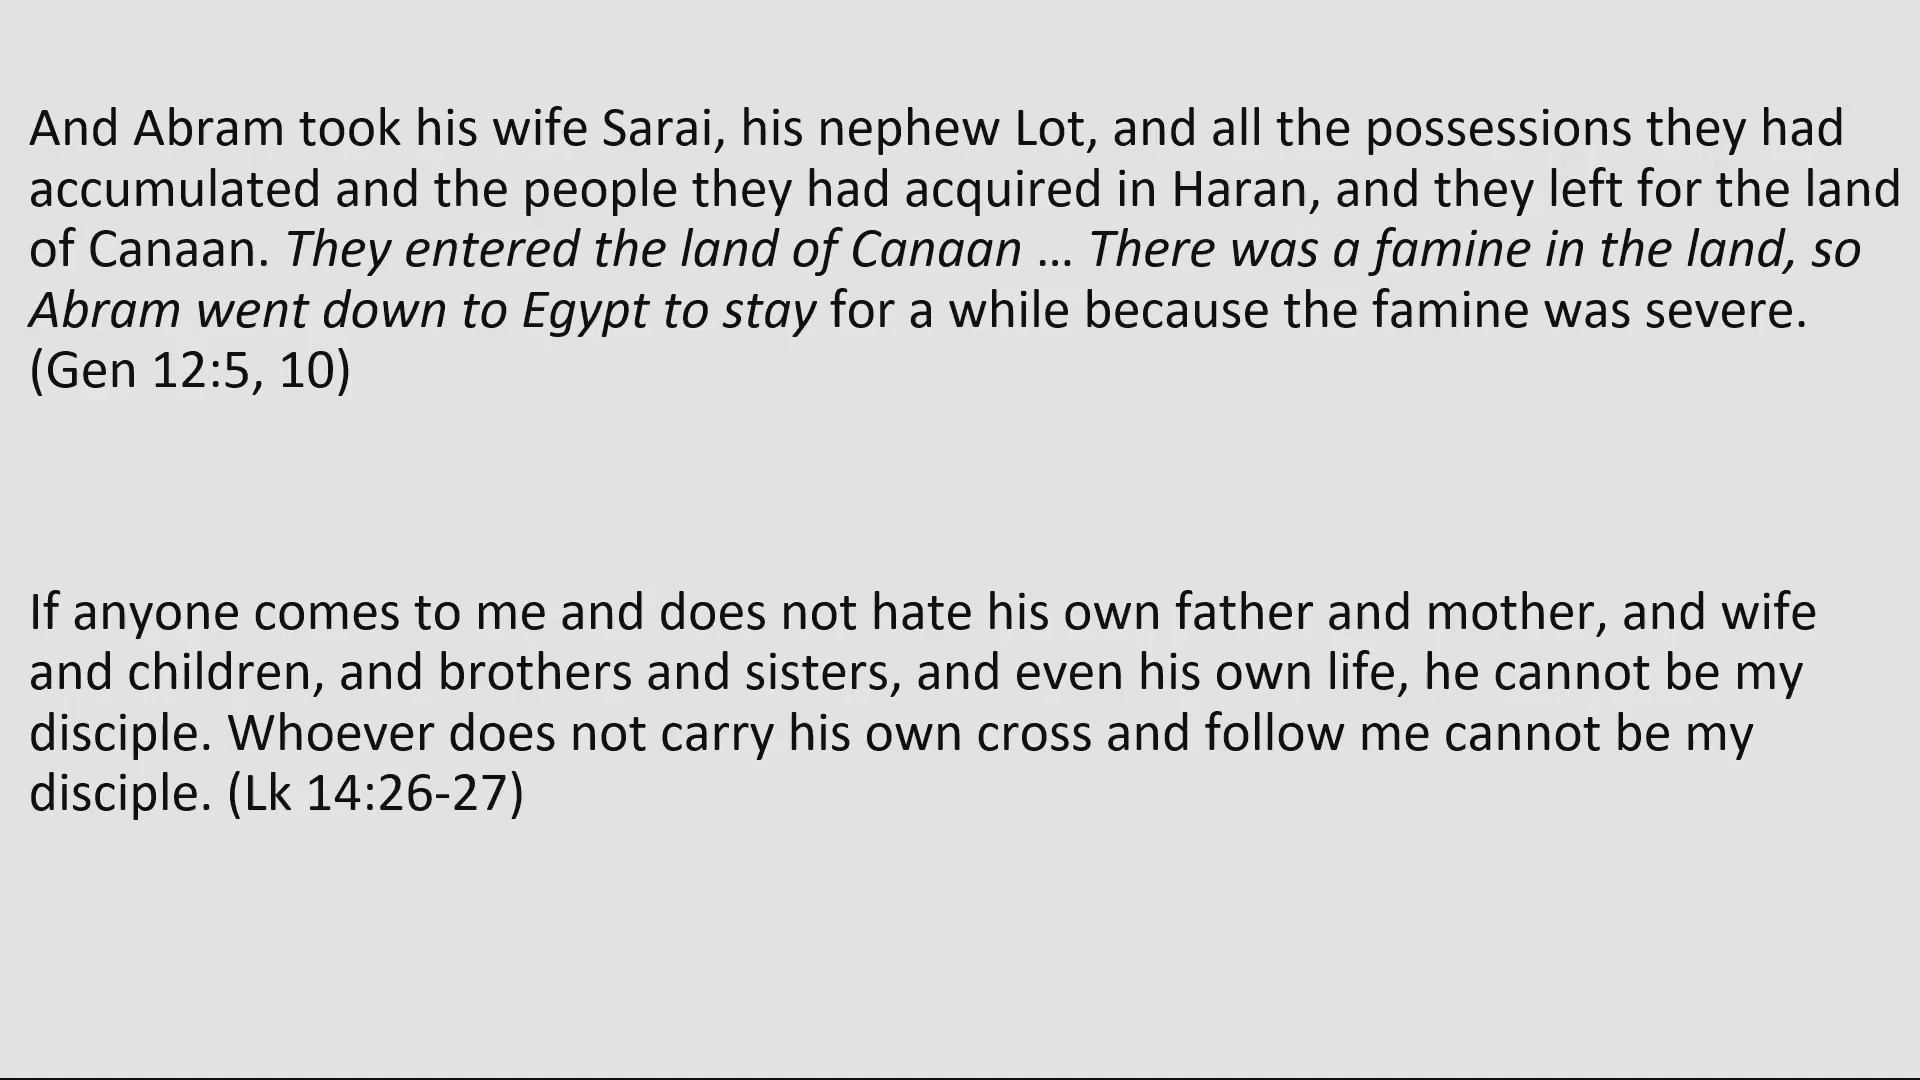 And Abram took his wife Sarai, his nephew Lot, and all the possessions they had
accumulated and the people they had acquired in Haran, and they left for the land
of Canaan. They entered the land of Canaan … There was a famine in the land, so
Abram went down to Egypt to stay for a while because the famine was severe.
(Gen 12:5, 10)
If anyone comes to me and does not hate his own father and mother, and wife
and children, and brothers and sisters, and even his own life, he cannot be my
disciple. Whoever does not carry his own cross and follow me cannot be my
disciple. (Lk 14:26-27)